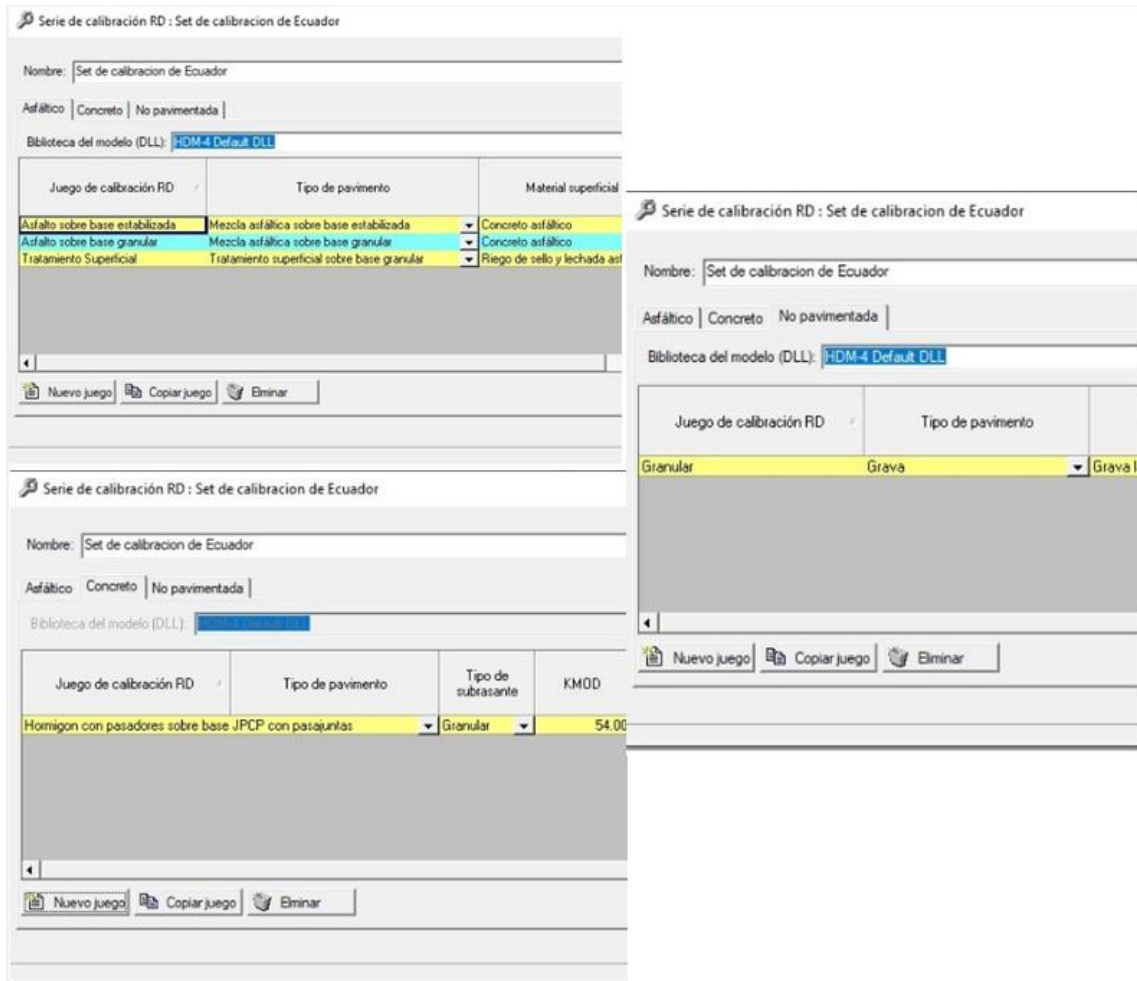 Serie de calibración RD : Set de calibracion de Ecuador
Nombre: Set de calibracion de Ecuador
Asfáltico Concreto No pavimentada
Biblioteca del modelo (DLL): HDM-4 Default DLL
Juego de calibración RD Tipo de pavimento Material superficial
Asfalto sobre base estabilizada Mezcla asfáltica sobre base estabilizada Concreto asfáltico
Asfalto sobre base granular Mezcla asfáltica sobre base granular Concreto asfáltico
Tratamiento Superficial Tratamiento superficial sobre base granular Riego de sello y lechada asf
Nuevo juego Copiar juego Eliminar
Serie de calibración RD : Set de calibracion de Ecuador
Nombre: Set de calibracion de Ecuador
Asfáltico Concreto No pavimentada
Biblioteca del modelo (DLL): HDM-4 Default DLL
Juego de calibración RD Tipo de pavimento Tipo de subrasante KMOD
Hormigon con pasadores sobre base JPCP con pasajuntas Granular 54.00
Nuevo juego Copiar juego Eliminar
Serie de calibración RD : Set de calibracion de Ecuador
Nombre: Set de calibracion de Ecuador
Asfáltico Concreto No pavimentada
Biblioteca del modelo (DLL): HDM-4 Default DLL
Juego de calibración RD Tipo de pavimento
Granular Grava Grava l
Nuevo juego Copiar juego Eliminar